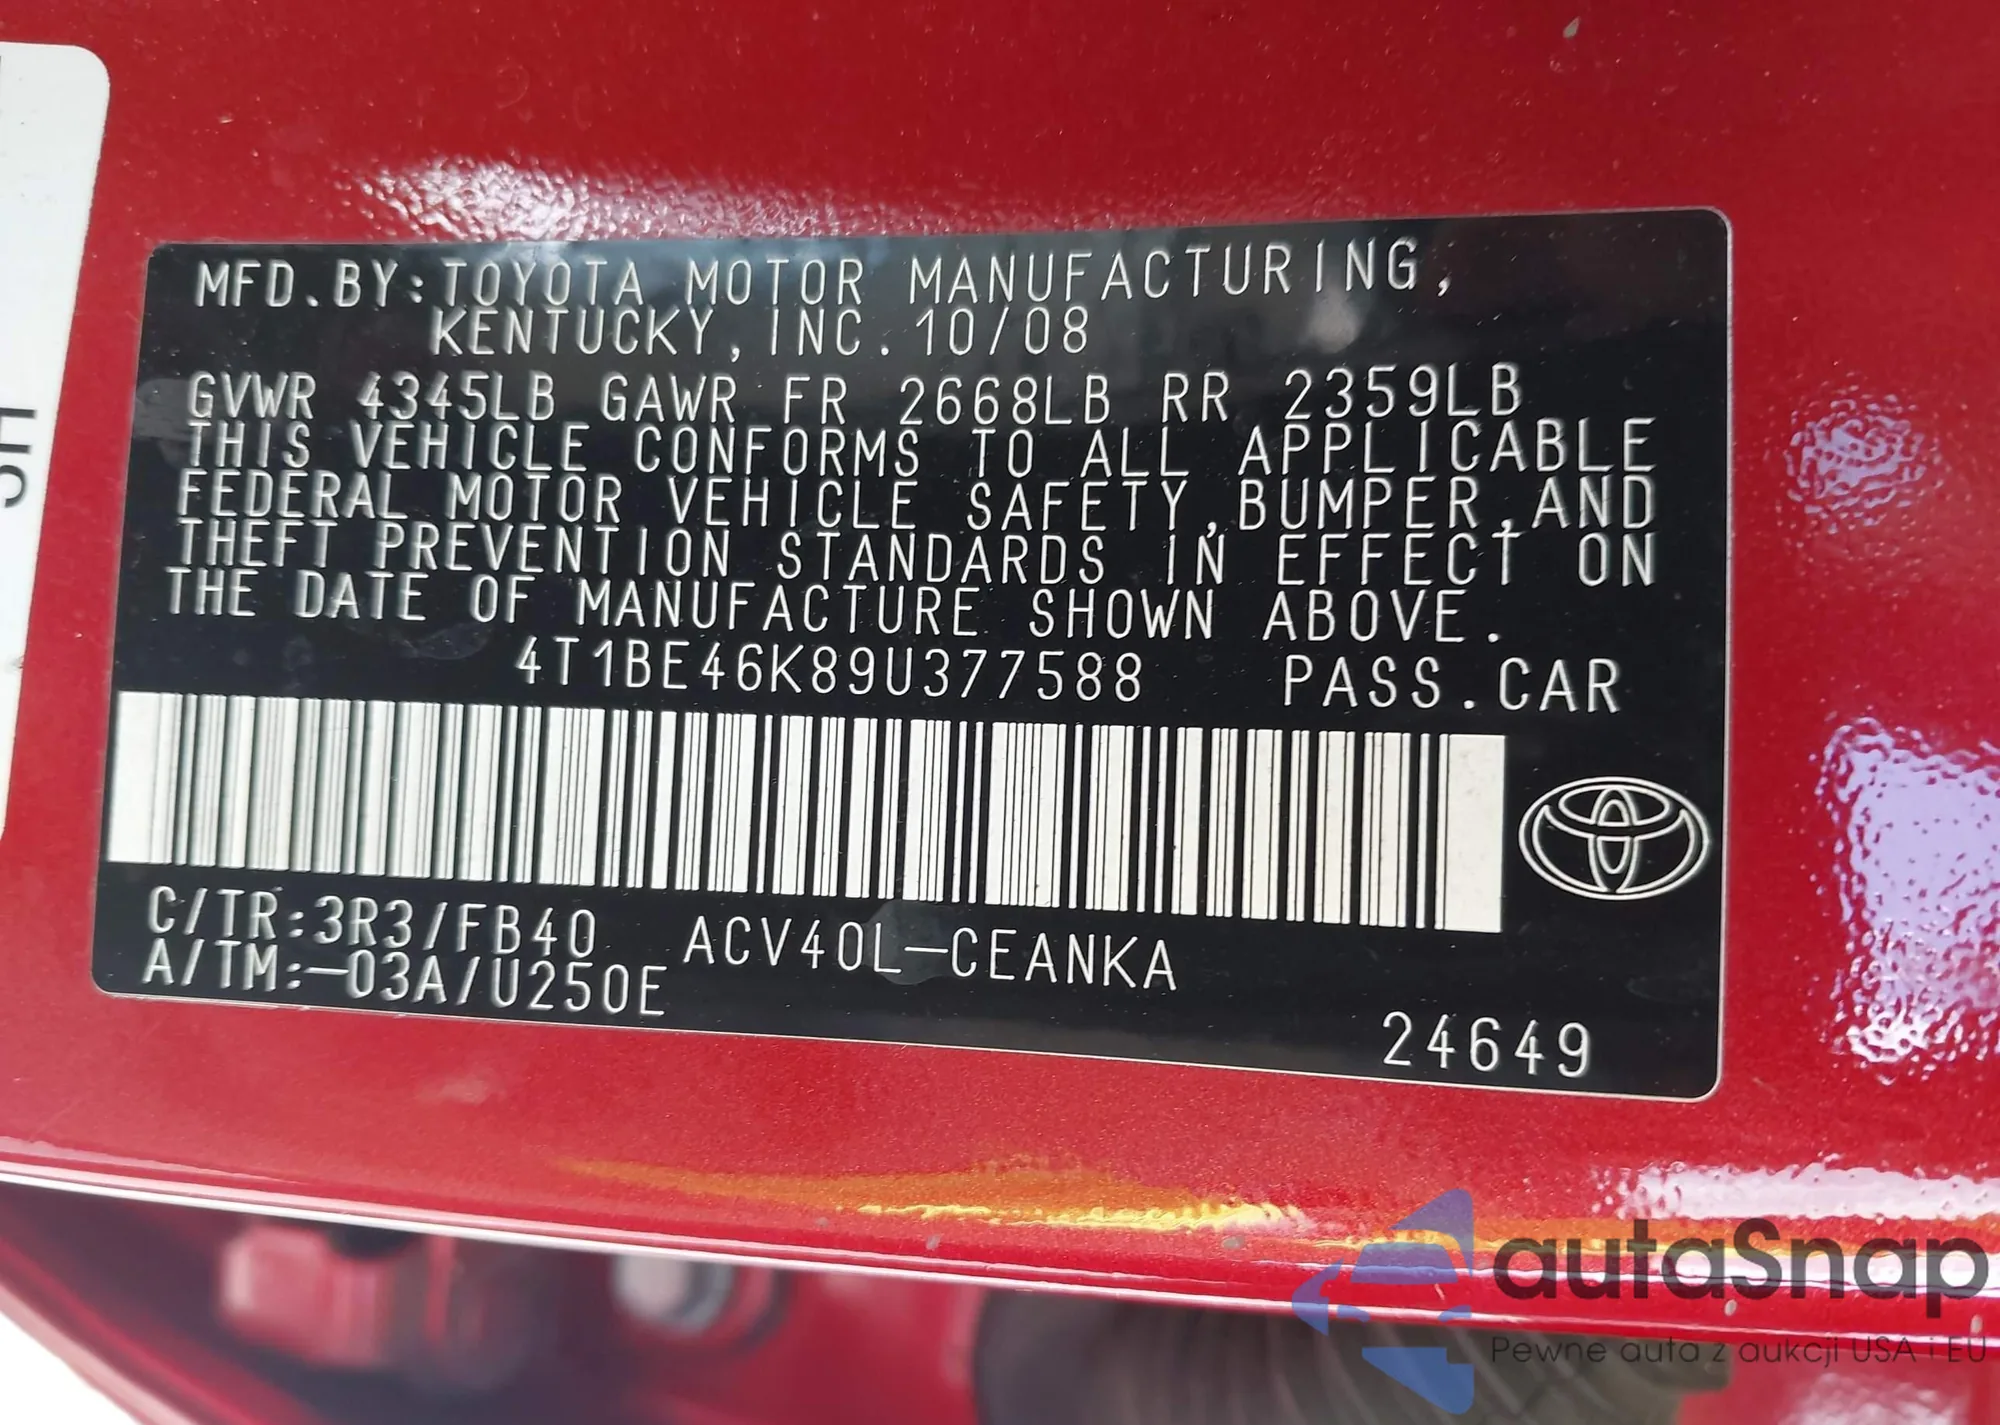 MFD.BY:TOYOTA MOTOR MANUFACTURING,
KENTUCKY,INC.10/08
GVWR 4345LB GAWR FR 2668LB RR 2359LB
THIS VEHICLE CONFORMS TO ALL APPLICABLE
FEDERAL MOTOR VEHICLE SAFETY,BUMPER,AND
THEFT PREVENTION STANDARDS IN EFFECT ON
THE DATE OF MANUFACTURE SHOWN ABOVE.
4T1BE46K89U377588 PASS.CAR
C/TR:3R3/FB40 ACV40L-CEANKA
A/TM:-03A/U250E
24649
autaSnap
Pewne auta z aukcji USA i EU